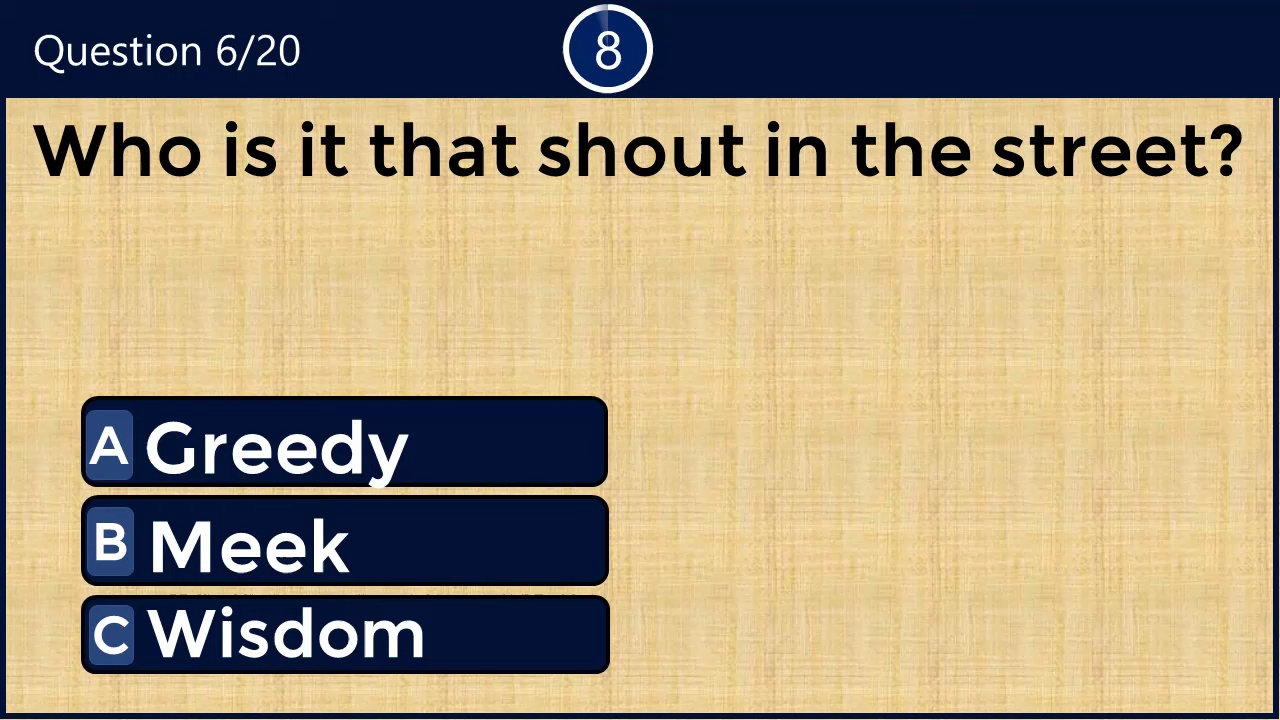 Question 6/20
8
Who is it that shout in the street?
A Greedy
B Meek
C Wisdom